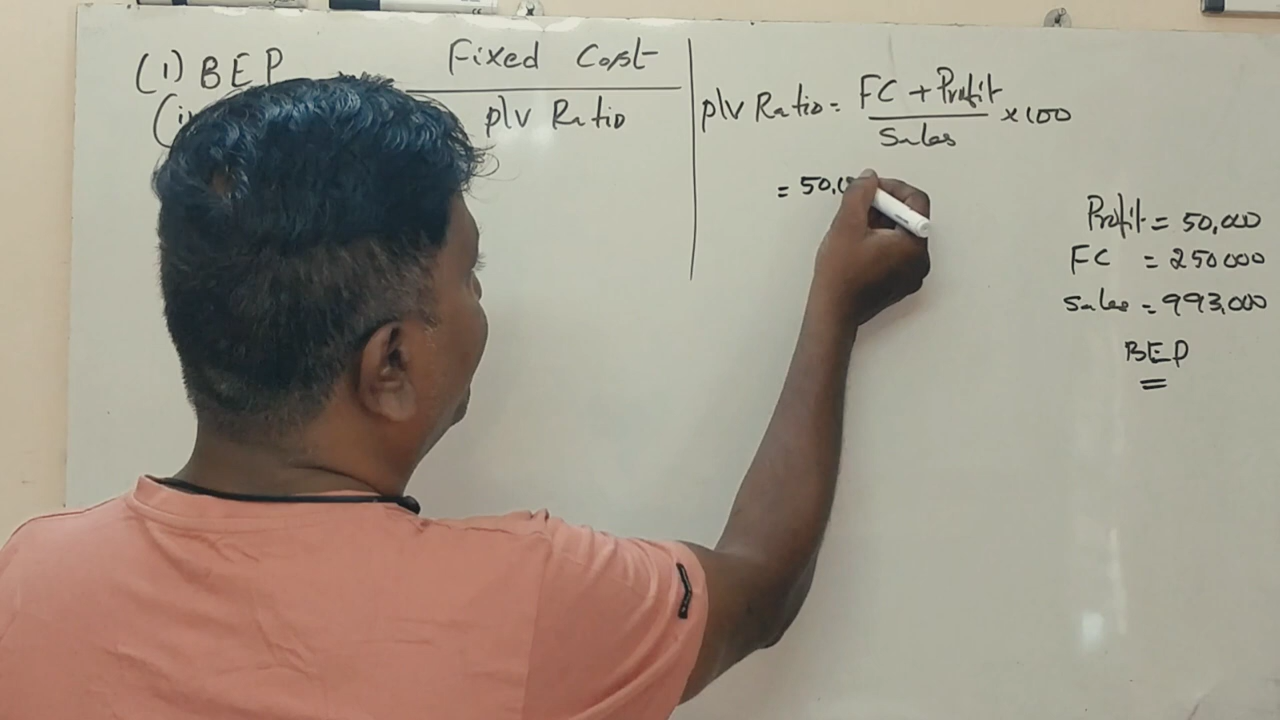 (1) BEP
Fixed Cost
P/V Ratio
P/V Ratio = FC + Profit
Sales
×100
= 50,0
Profit = 50,000
FC = 250000
Sales = 993,000
BEP